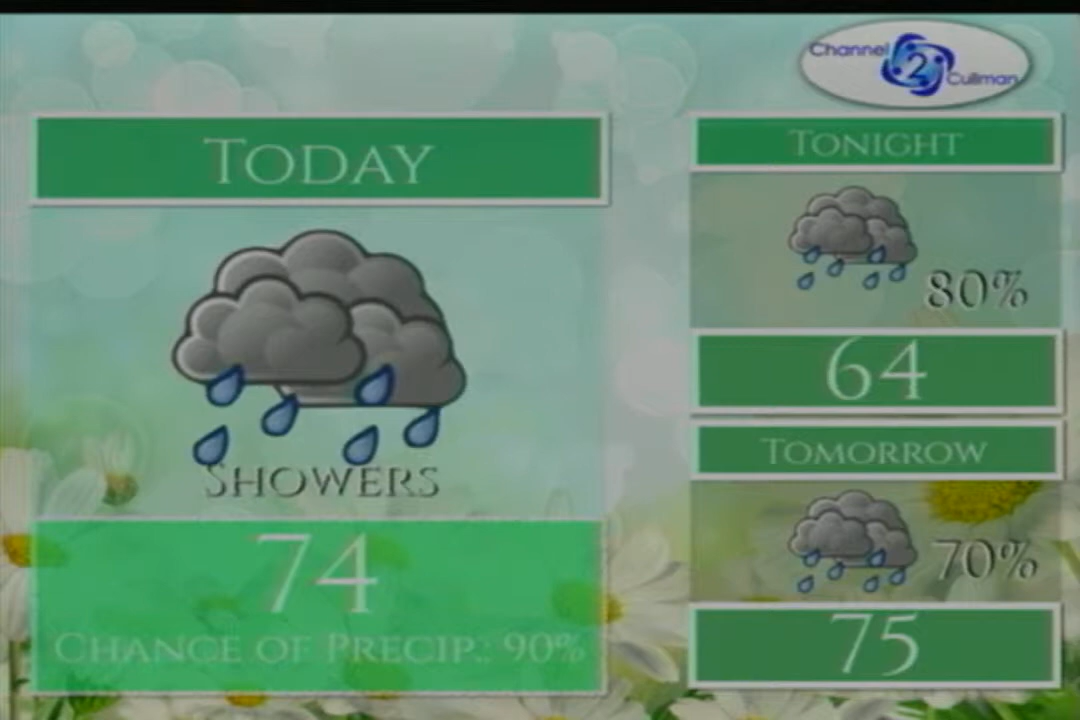 Channel
2
Cullman
TODAY
SHOWERS
74
CHANCE OF PRECIP.: 90%
TONIGHT
80%
64
TOMORROW
70%
75